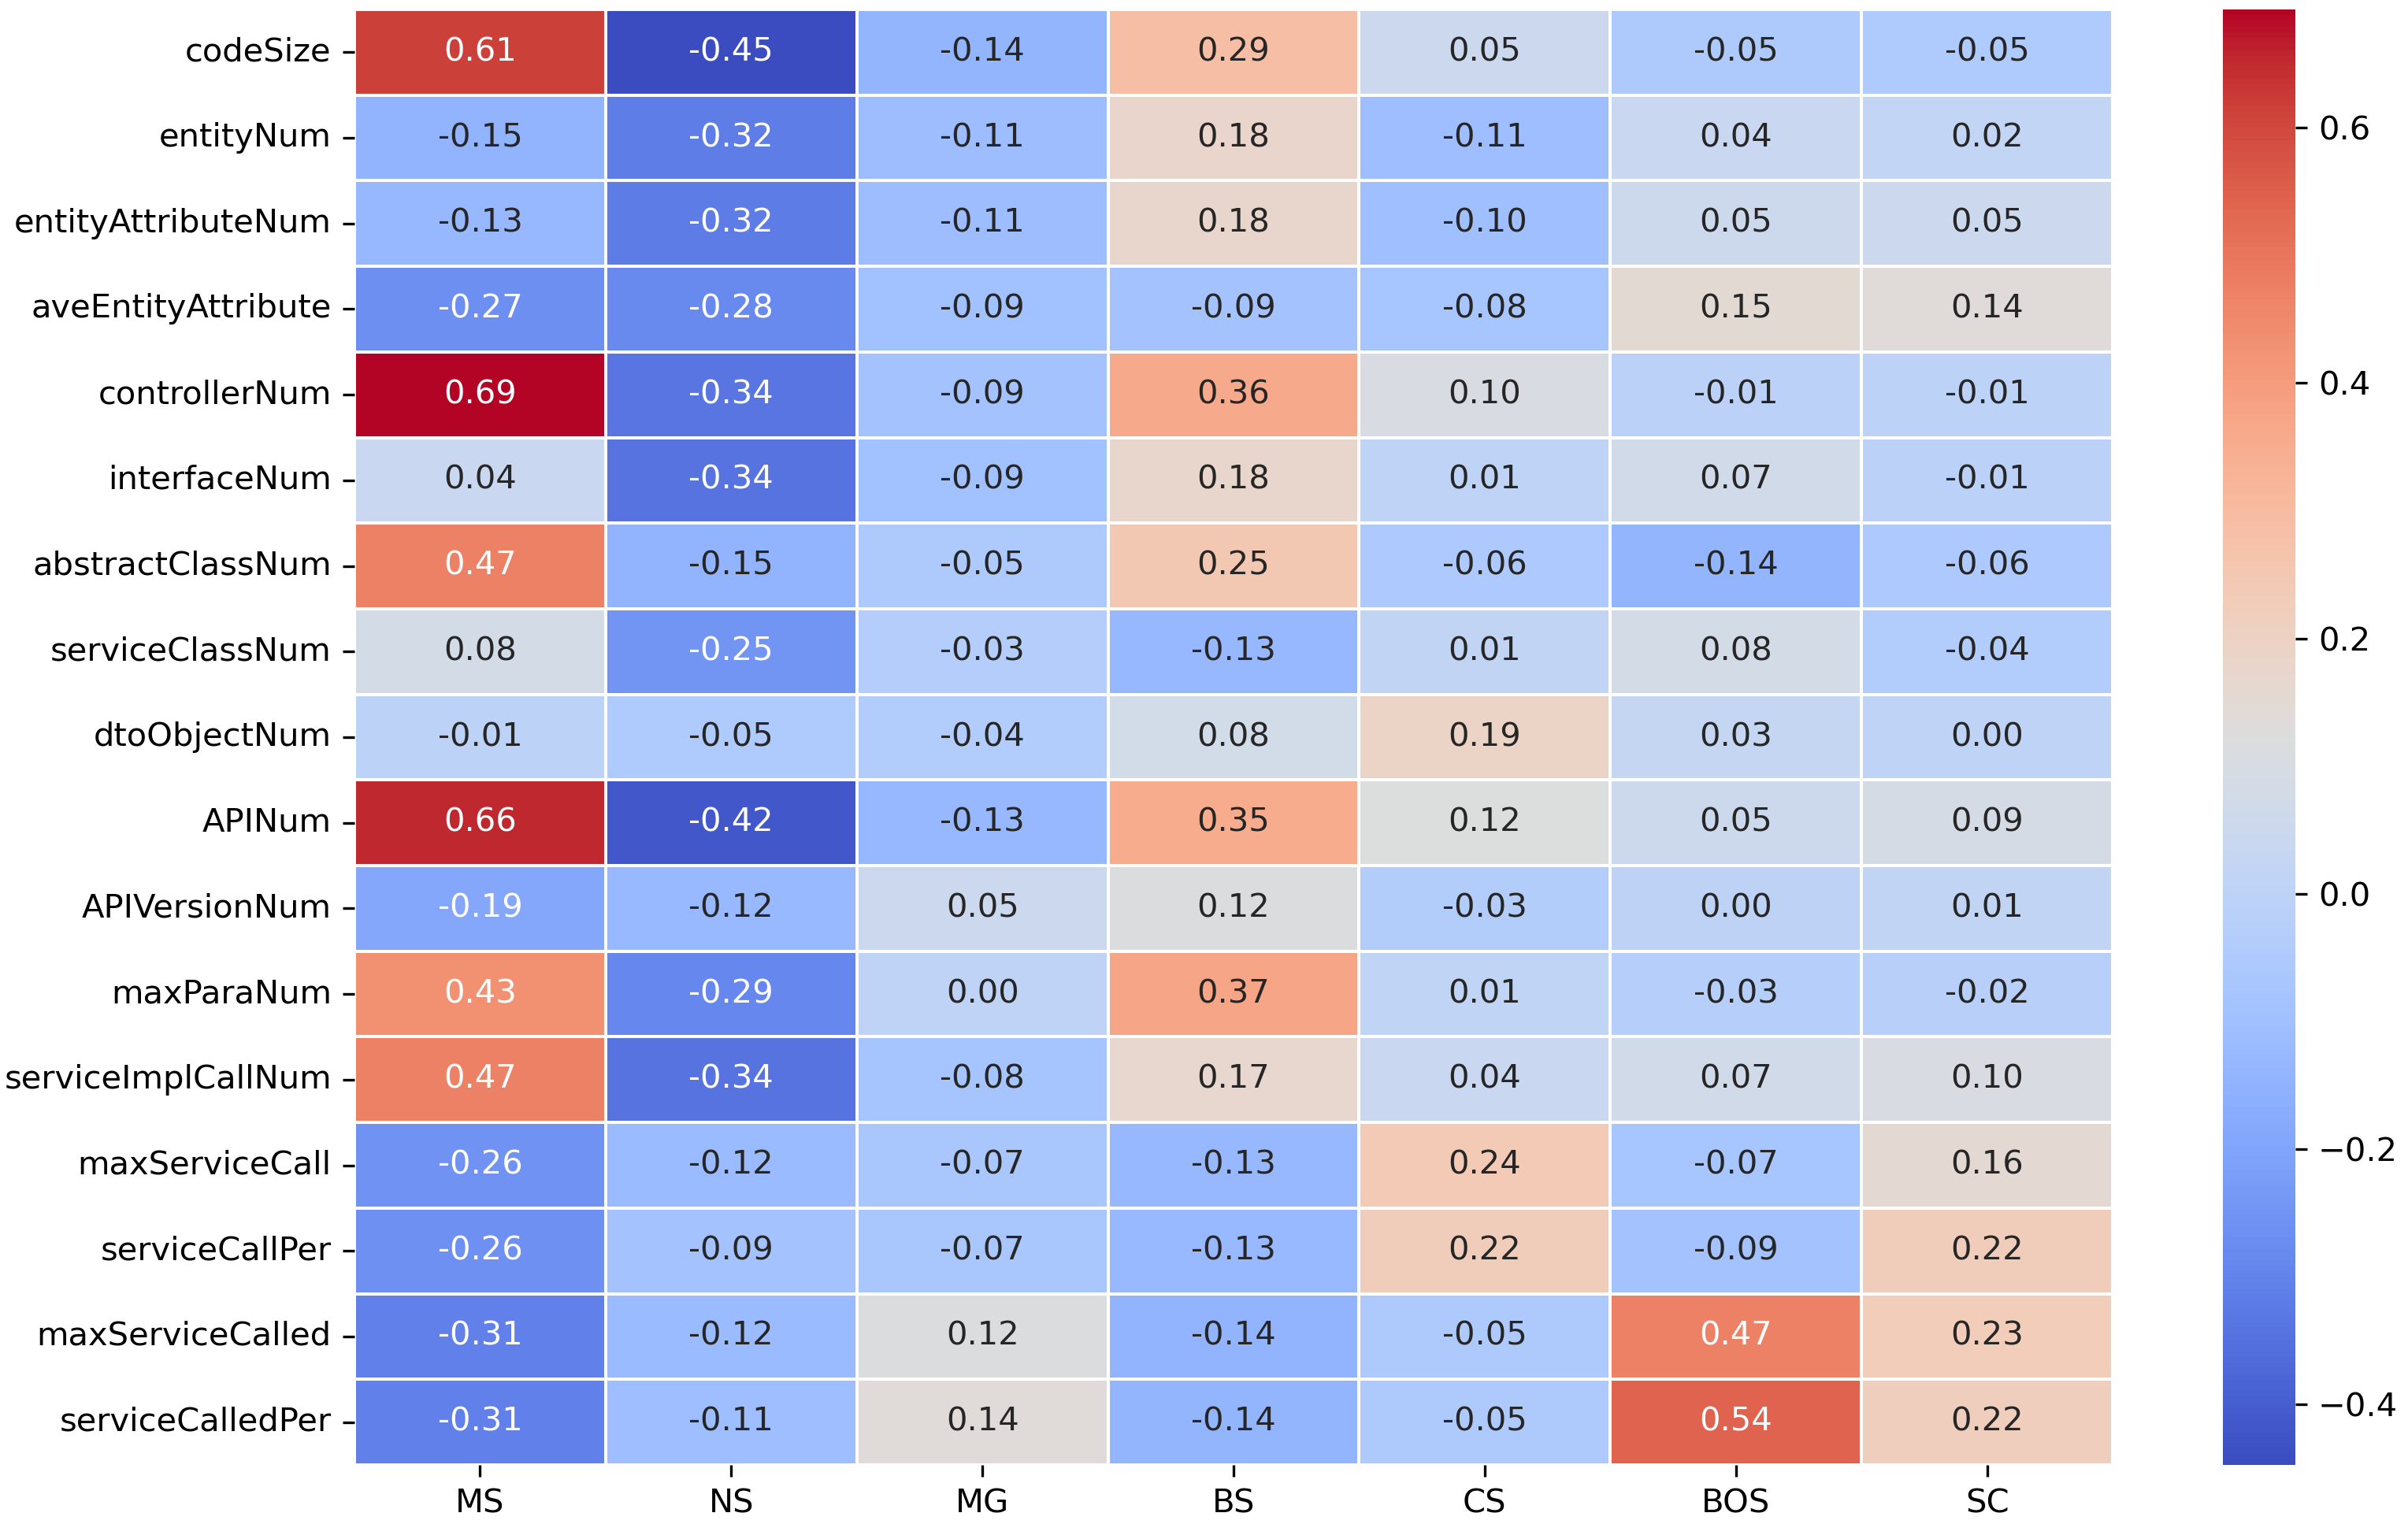 codeSize 0.61 -0.45 -0.14 0.29 0.05 -0.05 -0.05
entityNum -0.15 -0.32 -0.11 0.18 -0.11 0.04 0.02
entityAttributeNum -0.13 -0.32 -0.11 0.18 -0.10 0.05 0.05
aveEntityAttribute -0.27 -0.28 -0.09 -0.09 -0.08 0.15 0.14
controllerNum 0.69 -0.34 -0.09 0.36 0.10 -0.01 -0.01
interfaceNum 0.04 -0.34 -0.09 0.18 0.01 0.07 -0.01
abstractClassNum 0.47 -0.15 -0.05 0.25 -0.06 -0.14 -0.06
serviceClassNum 0.08 -0.25 -0.03 -0.13 0.01 0.08 -0.04
dtoObjectNum -0.01 -0.05 -0.04 0.08 0.19 0.03 0.00
APINum 0.66 -0.42 -0.13 0.35 0.12 0.05 0.09
APIVersionNum -0.19 -0.12 0.05 0.12 -0.03 0.00 0.01
maxParaNum 0.43 -0.29 0.00 0.37 0.01 -0.03 -0.02
serviceImplCallNum 0.47 -0.34 -0.08 0.17 0.04 0.07 0.10
maxServiceCall -0.26 -0.12 -0.07 -0.13 0.24 -0.07 0.16
serviceCallPer -0.26 -0.09 -0.07 -0.13 0.22 -0.09 0.22
maxServiceCalled -0.31 -0.12 0.12 -0.14 -0.05 0.47 0.23
serviceCalledPer -0.31 -0.11 0.14 -0.14 -0.05 0.54 0.22
MS NS MG BS CS BOS SC
0.6
0.4
0.2
0.0
−0.2
−0.4